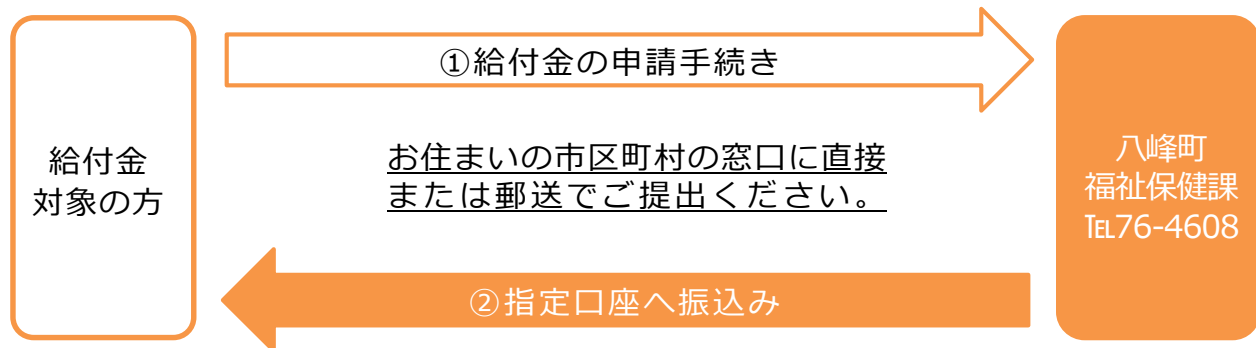 ①給付金の申請手続き
給付金
対象の方
お住まいの市区町村の窓口に直接
または郵送でご提出ください。
八峰町
福祉保健課
℡76-4608
②指定口座へ振込み